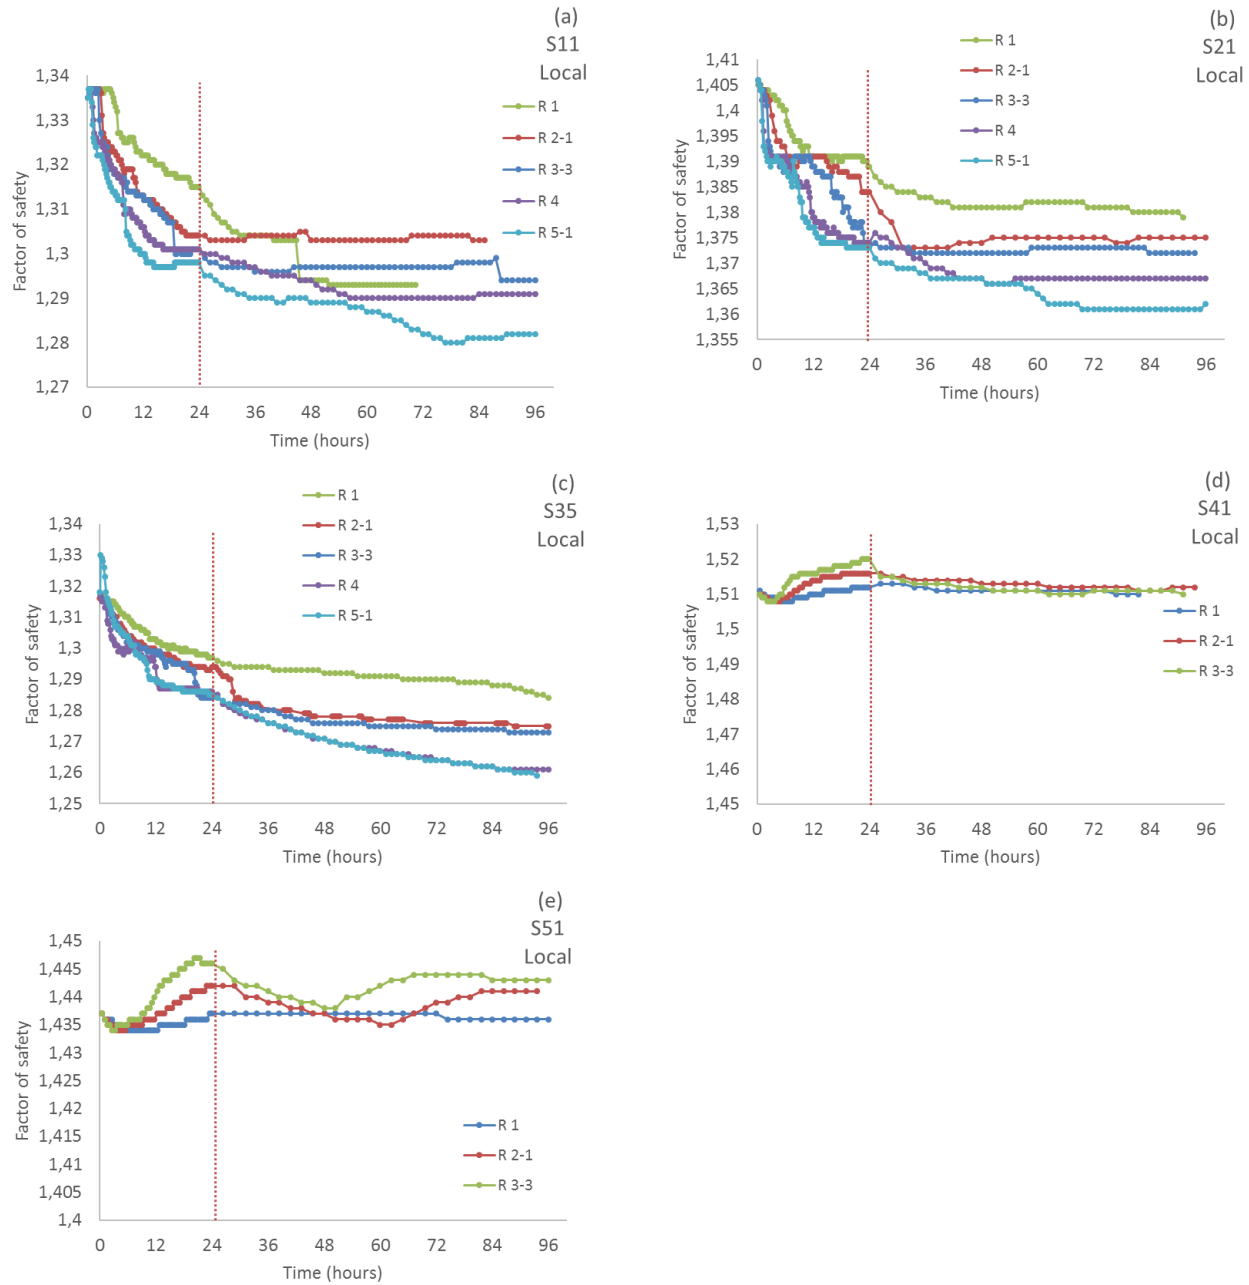 (a)
S11
Local
1,34
1,33
1,32
1,31
1,3
1,29
1,28
1,27
Factor of safety
0 12 24 36 48 60 72 84 96
Time (hours)
R 1
R 2-1
R 3-3
R 4
R 5-1
(b)
S21
Local
1,41
1,405
1,4
1,395
1,39
1,385
1,38
1,375
1,37
1,365
1,36
1,355
Factor of safety
0 12 24 36 48 60 72 84 96
Time (hours)
R 1
R 2-1
R 3-3
R 4
R 5-1
(c)
S35
Local
1,34
1,33
1,32
1,31
1,3
1,29
1,28
1,27
1,26
1,25
Factor of safety
0 12 24 36 48 60 72 84 96
Time (hours)
R 1
R 2-1
R 3-3
R 4
R 5-1
(d)
S41
Local
1,53
1,52
1,51
1,5
1,49
1,48
1,47
1,46
1,45
Factor of safety
0 12 24 36 48 60 72 84 96
Time (hours)
R 1
R 2-1
R 3-3
(e)
S51
Local
1,45
1,445
1,44
1,435
1,43
1,425
1,42
1,415
1,41
1,405
1,4
Factor of safety
0 12 24 36 48 60 72 84 96
Time (hours)
R 1
R 2-1
R 3-3